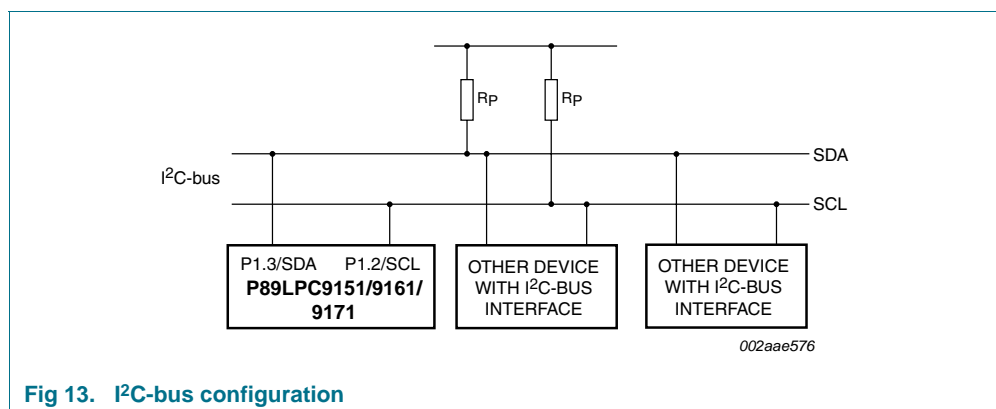 RP
RP
SDA
I²C-bus
SCL
P1.3/SDA P1.2/SCL
P89LPC9151/9161/
9171
OTHER DEVICE
WITH I²C-BUS
INTERFACE
OTHER DEVICE
WITH I²C-BUS
INTERFACE
002aae576
Fig 13. I²C-bus configuration